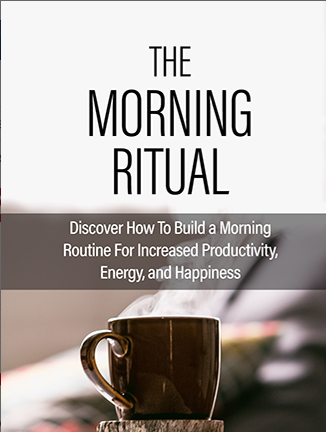 THE
MORNING
RITUAL
Discover How To Build a Morning
Routine For Increased Productivity,
Energy, and Happiness